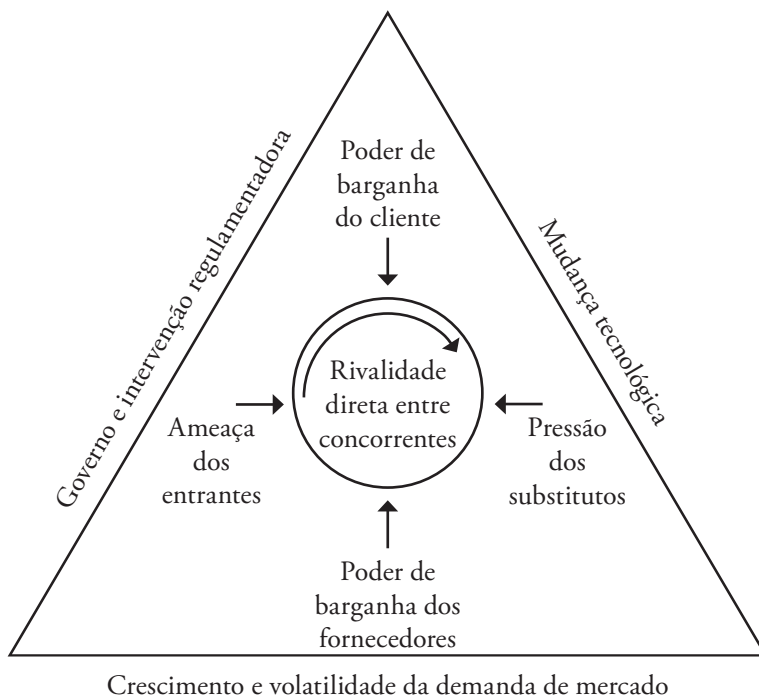 Governo e intervenção regulamentadora
Mudança tecnológica
Poder de
barganha
do cliente
Rivalidade
direta entre
concorrentes
Ameaça
dos
entrantes
Pressão
dos
substitutos
Poder de
barganha dos
fornecedores
Crescimento e volatilidade da demanda de mercado